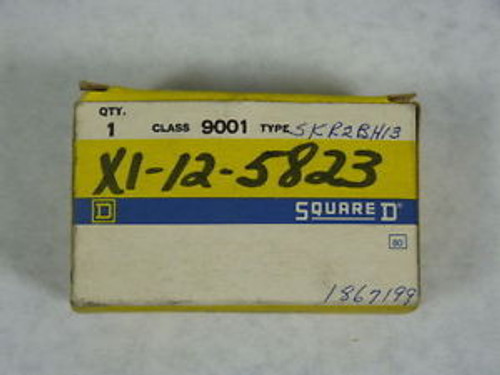 QTY.
1 CLASS 9001 TYPE SKR2BH13
X1-12-5823
D SQUARE D®
80
1867199